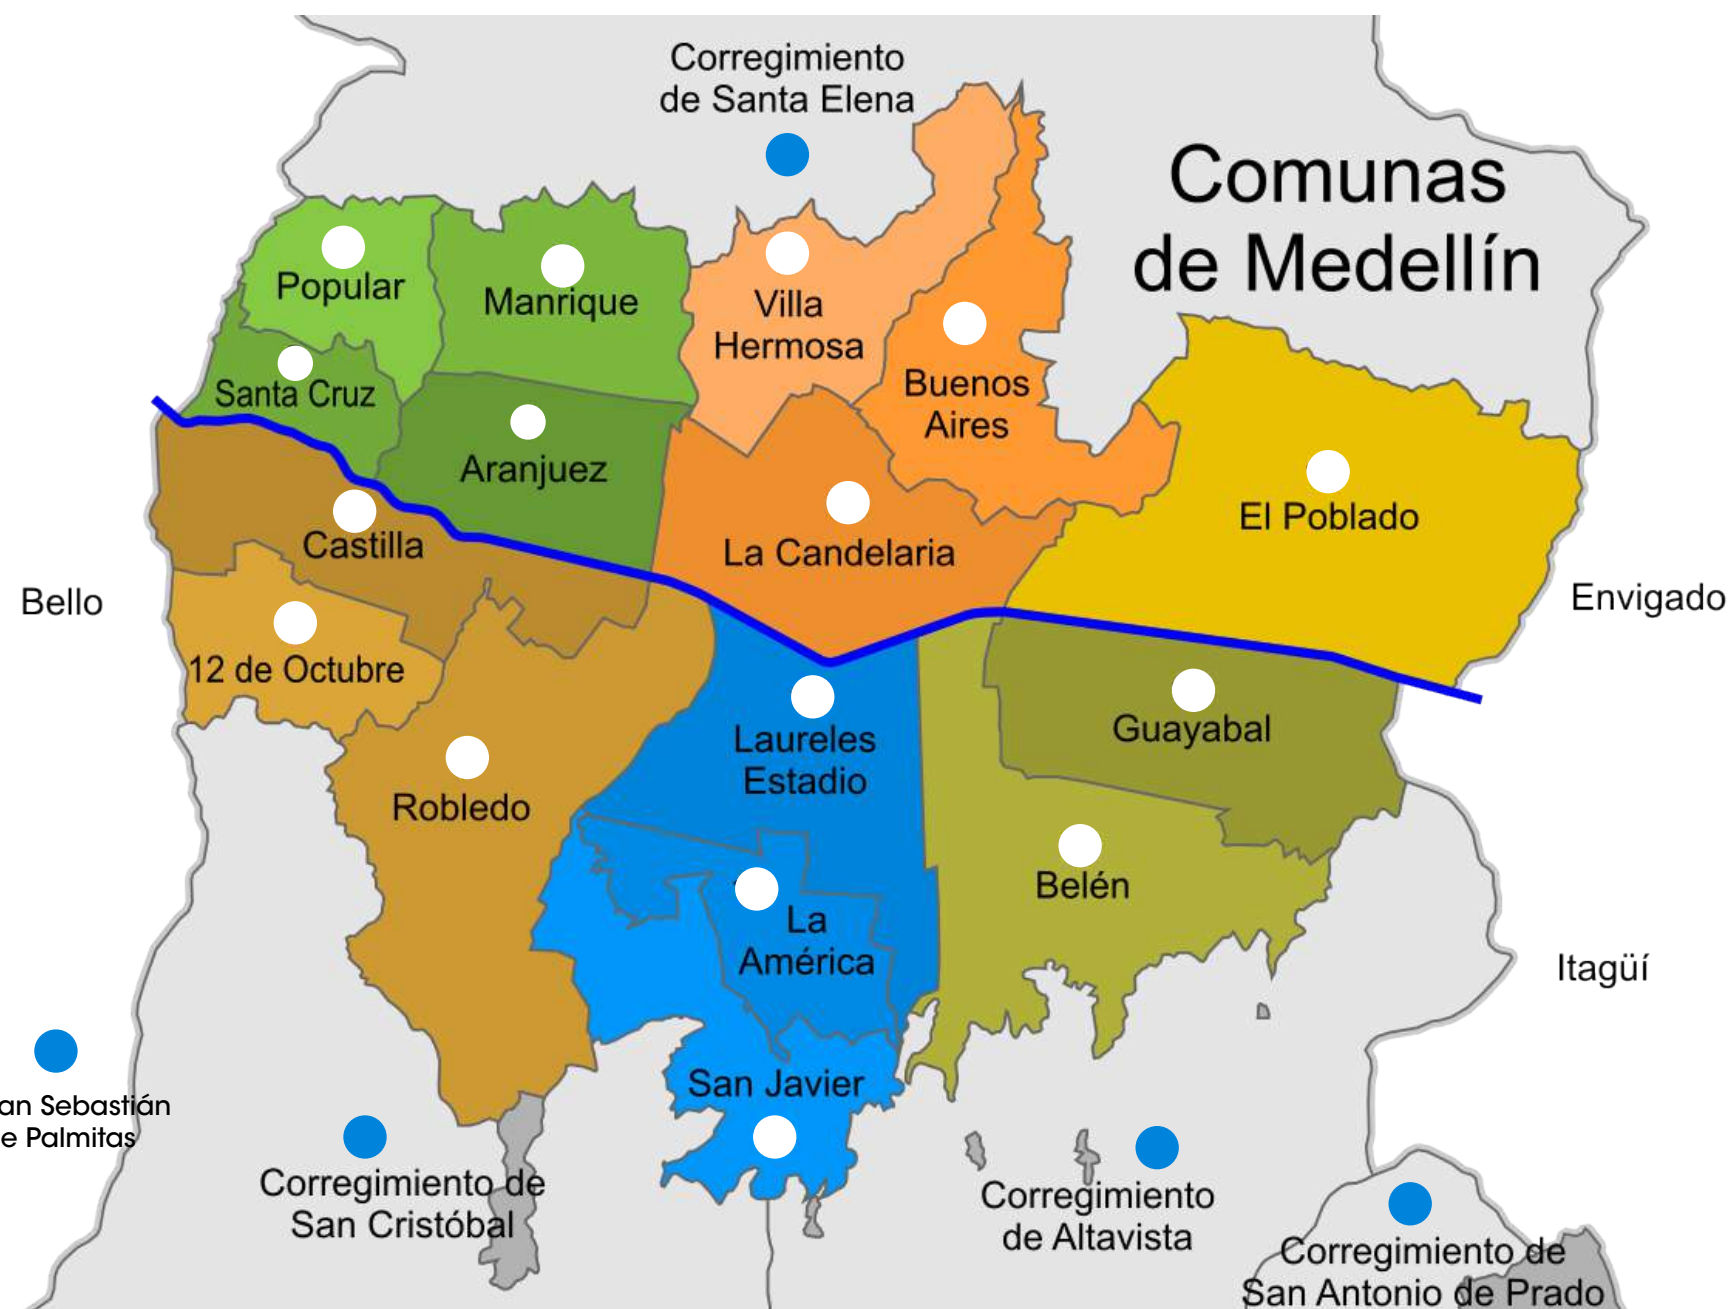 Corregimiento
de Santa Elena
Comunas
de Medellín
Popular
Manrique
Villa
Hermosa
Buenos
Aires
Santa Cruz
Aranjuez
El Poblado
Castilla
La Candelaria
Bello
Envigado
12 de Octubre
Guayabal
Laureles
Estadio
Robledo
Belén
La
América
Itagüí
San Javier
an Sebastián
e Palmitas
Corregimiento de
San Cristóbal
Corregimiento
de Altavista
Corregimiento de
San Antonio de Prado